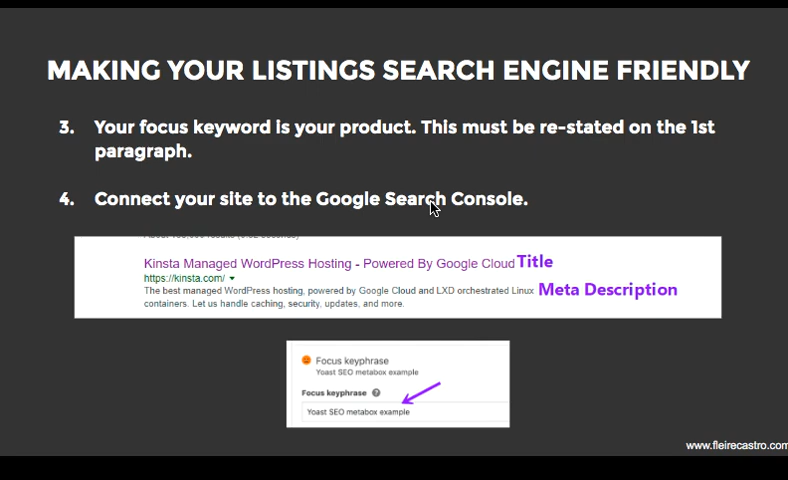 MAKING YOUR LISTINGS SEARCH ENGINE FRIENDLY
3. Your focus keyword is your product. This must be re-stated on the 1st
paragraph.
4. Connect your site to the Google Search Console.
Kinsta Managed WordPress Hosting - Powered By Google Cloud Title
https://kinsta.com/
The best managed WordPress hosting, powered by Google Cloud and LXD orchestrated Linux Meta Description
containers. Let us handle caching, security, updates, and more.
Focus keyphrase
Yoast SEO metabox example
Focus keyphrase ?
Yoast SEO metabox example
www.fleirecastro.com